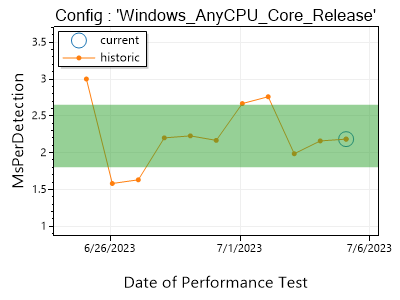 Config : 'Windows_AnyCPU_Core_Release'
current
historic
3.5
3
2.5
2
1.5
1
MsPerDetection
6/26/2023
7/1/2023
7/6/2023
Date of Performance Test